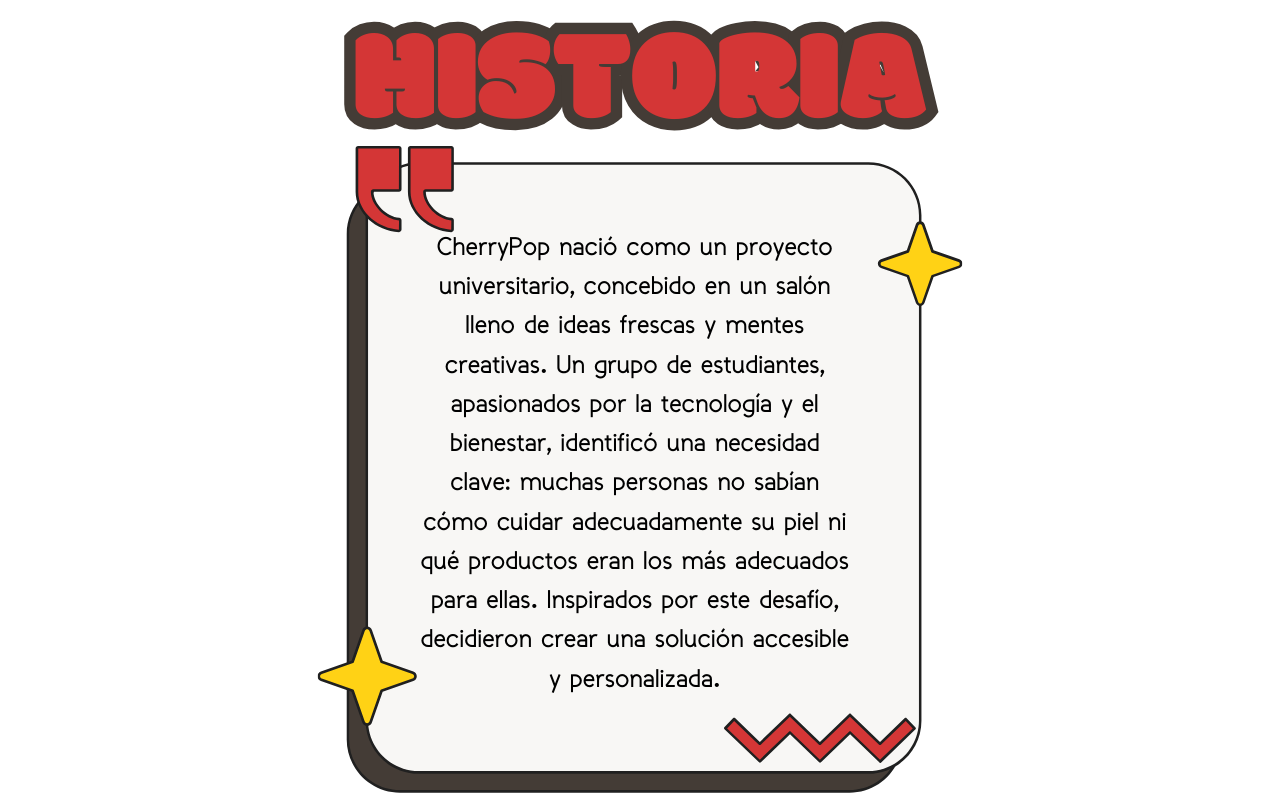 HISTORIA
CherryPop nació como un proyecto
universitario, concebido en un salón
lleno de ideas frescas y mentes
creativas. Un grupo de estudiantes,
apasionados por la tecnología y el
bienestar, identificó una necesidad
clave: muchas personas no sabían
cómo cuidar adecuadamente su piel ni
qué productos eran los más adecuados
para ellas. Inspirados por este desafío,
decidieron crear una solución accesible
y personalizada.